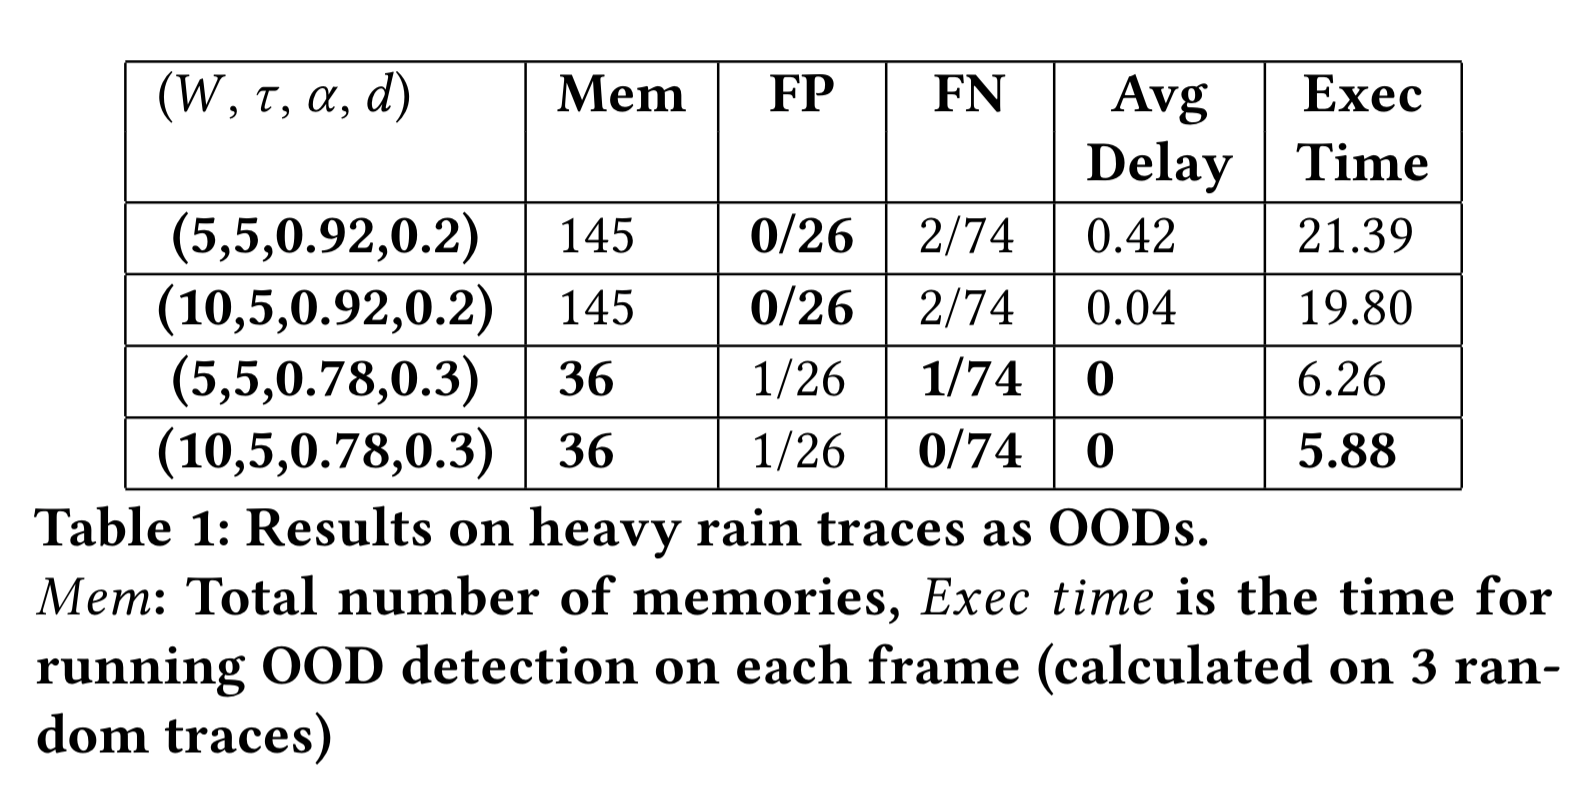 (W, τ, α, d) Mem FP FN Avg Delay Exec Time
(5,5,0.92,0.2) 145 0/26 2/74 0.42 21.39
(10,5,0.92,0.2) 145 0/26 2/74 0.04 19.80
(5,5,0.78,0.3) 36 1/26 1/74 0 6.26
(10,5,0.78,0.3) 36 1/26 0/74 0 5.88
Table 1: Results on heavy rain traces as OODs.
Mem: Total number of memories, Exec time is the time for
running OOD detection on each frame (calculated on 3 ran-
dom traces)